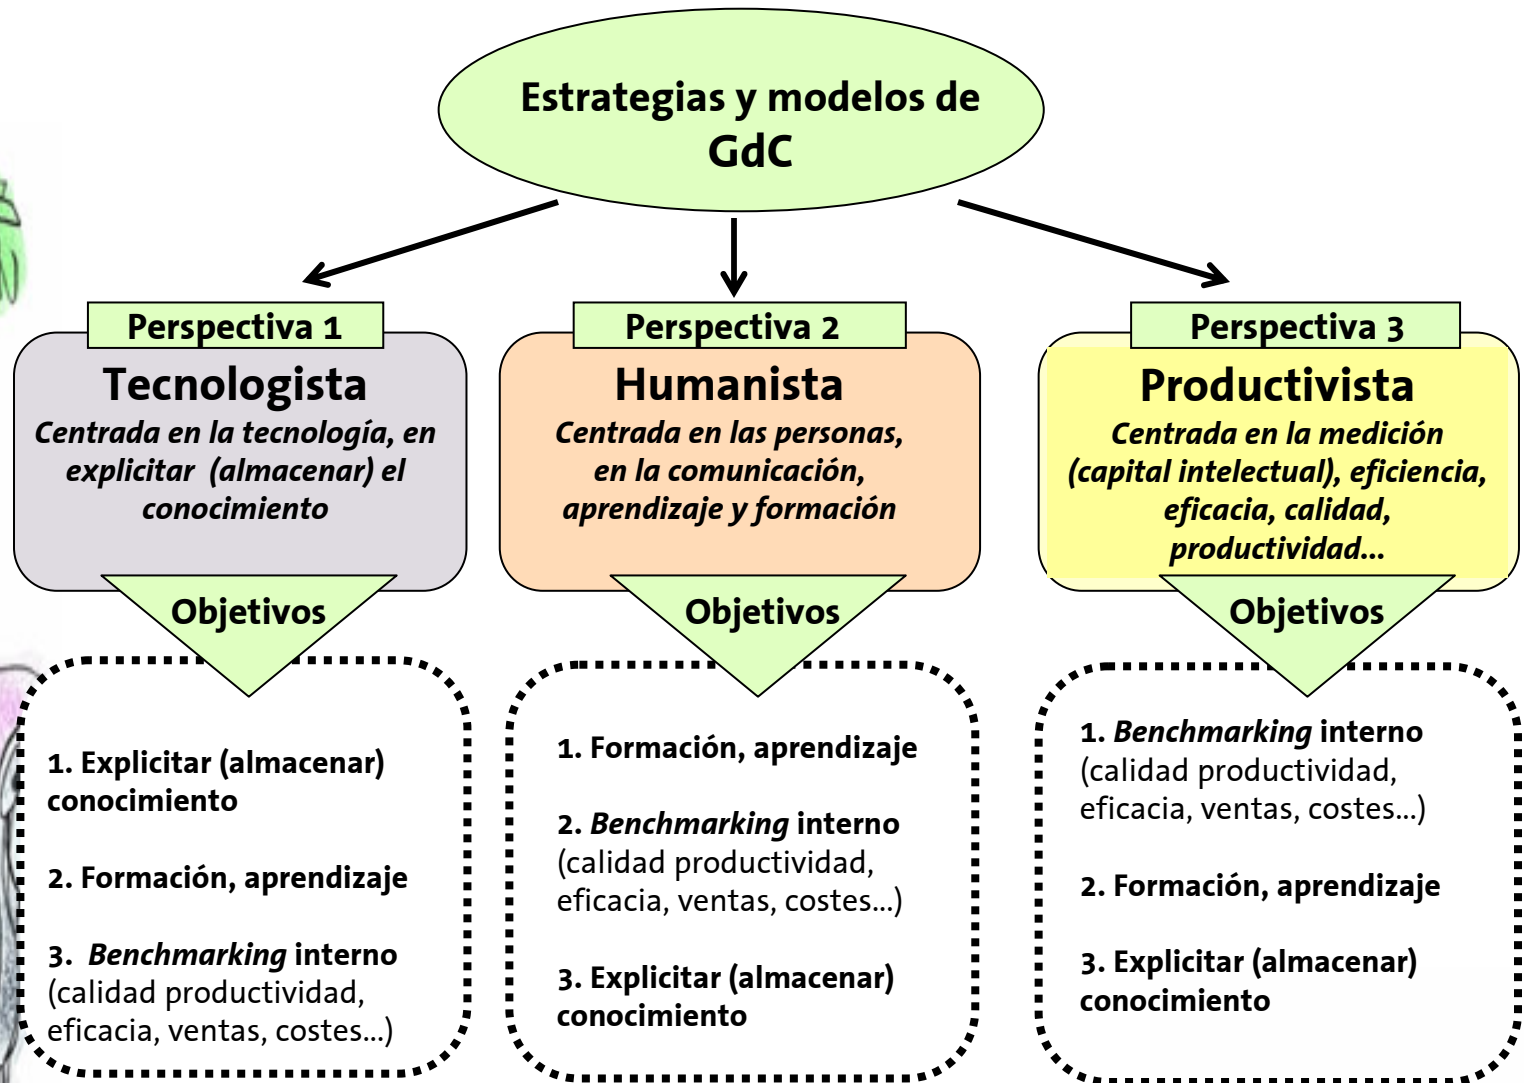 Estrategias y modelos de
GdC
Perspectiva 1
Tecnologista
Centrada en la tecnología, en
explicitar (almacenar) el
conocimiento
Objetivos
1. Explicitar (almacenar)
conocimiento
2. Formación, aprendizaje
3. Benchmarking interno
(calidad productividad,
eficacia, ventas, costes...)
Perspectiva 2
Humanista
Centrada en las personas,
en la comunicación,
aprendizaje y formación
Objetivos
1. Formación, aprendizaje
2. Benchmarking interno
(calidad productividad,
eficacia, ventas, costes...)
3. Explicitar (almacenar)
conocimiento
Perspectiva 3
Productivista
Centrada en la medición
(capital intelectual), eficiencia,
eficacia, calidad,
productividad...
Objetivos
1. Benchmarking interno
(calidad productividad,
eficacia, ventas, costes...)
2. Formación, aprendizaje
3. Explicitar (almacenar)
conocimiento